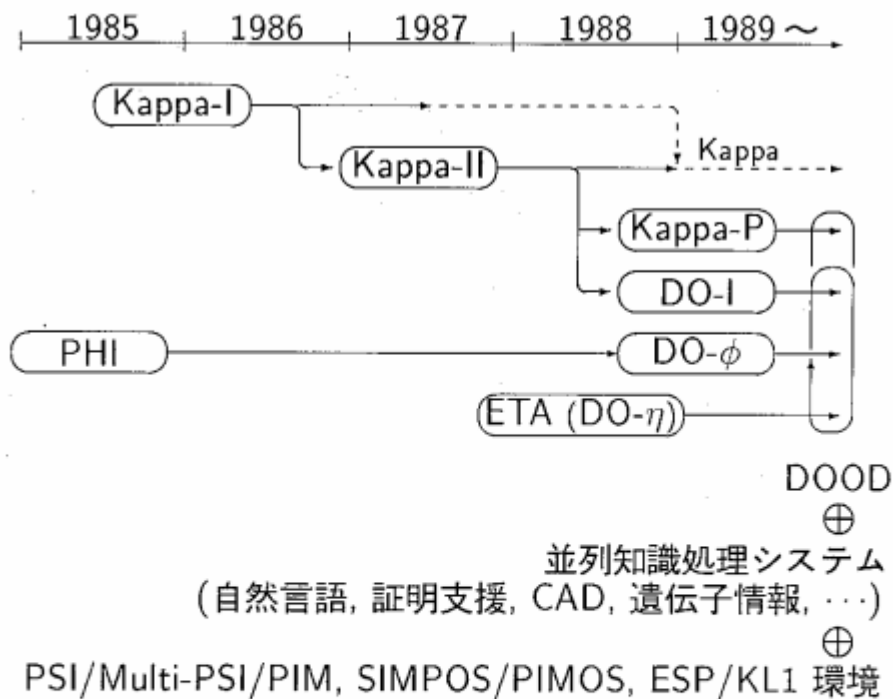 1985 1986 1987 1988 1989～
Kappa-I
Kappa
Kappa-II
Kappa-P
DO-I
PHI
DO-φ
ETA (DO-η)
DOOD
⊕
並列知識処理システム
(自然言語, 証明支援, CAD, 遺伝子情報, ···)
⊕
PSI/Multi-PSI/PIM, SIMPOS/PIMOS, ESP/KL1 環境